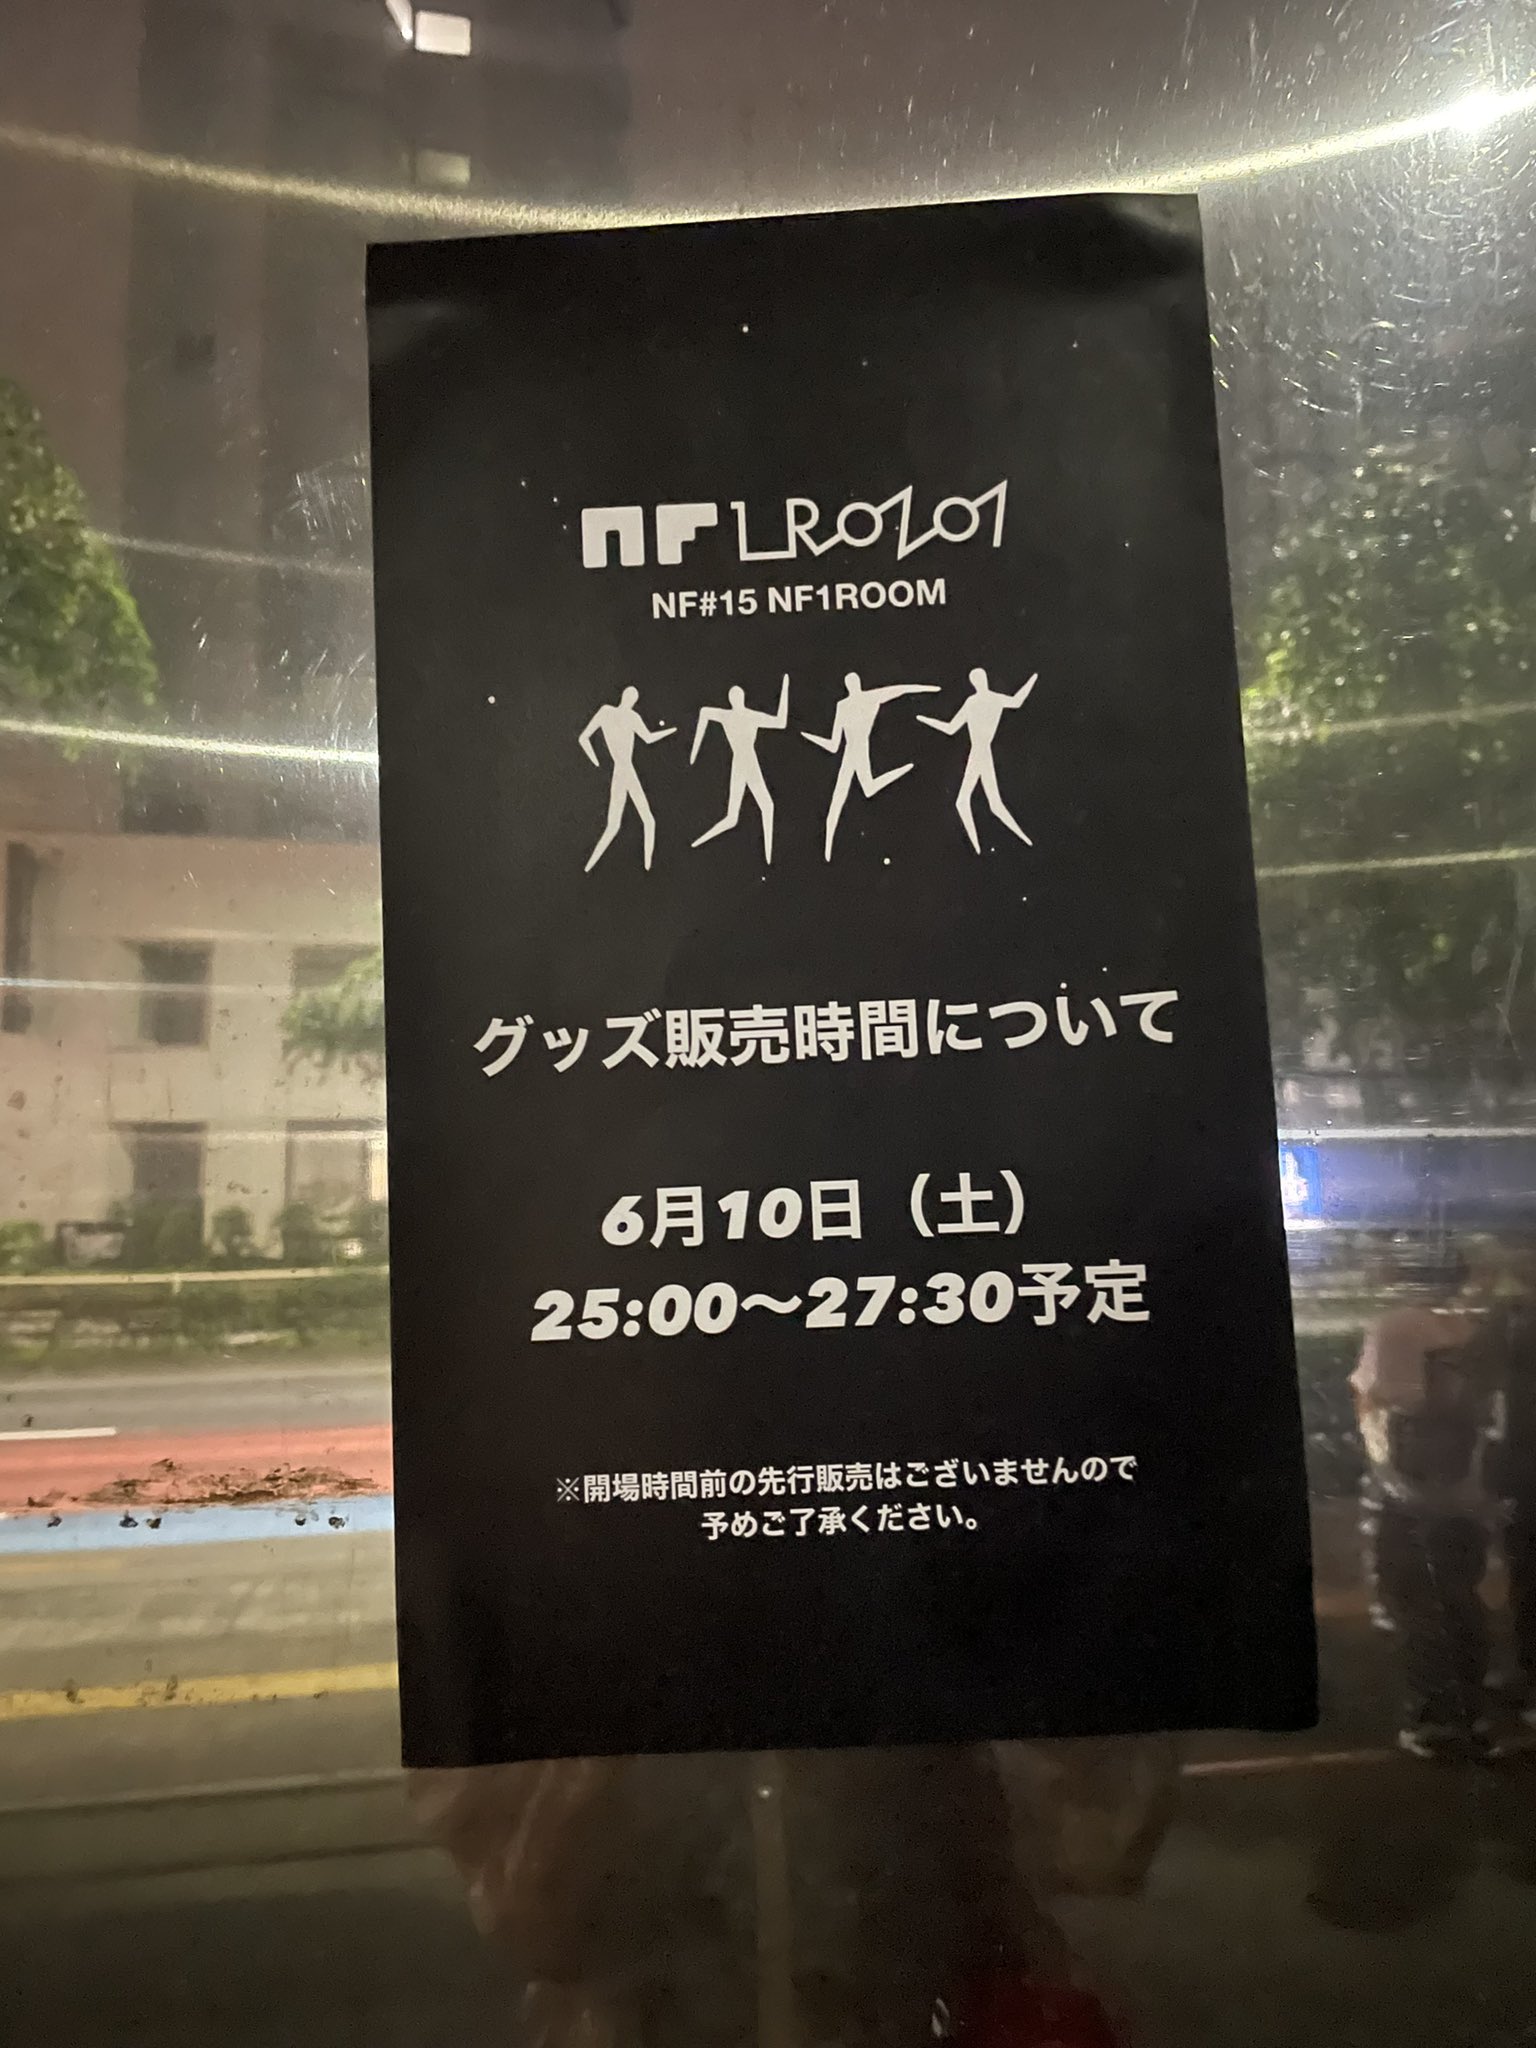 NF 1ROOM
NF#15 NF1ROOM
グッズ販売時間について
6月10日（土）
25:00〜27:30予定
※開場時間前の先行販売はございませんので
予めご了承ください。